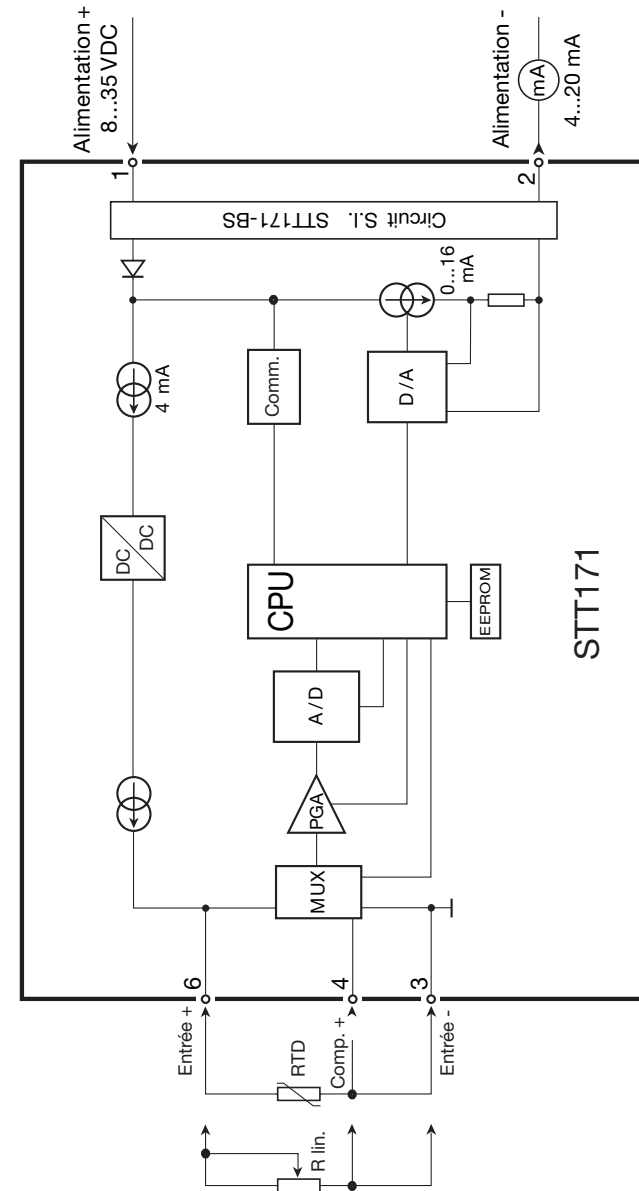 Alimentation +
8...35 VDC
Alimentation -
mA
4...20 mA
1
2
Circuit S.I. STT171-BS
4 mA
0...16
mA
Comm.
D/A
DC
DC
CPU
EEPROM
A/D
PGA
MUX
STT171
6
4
3
Entrée +
RTD
Comp. +
Entrée -
R lin.